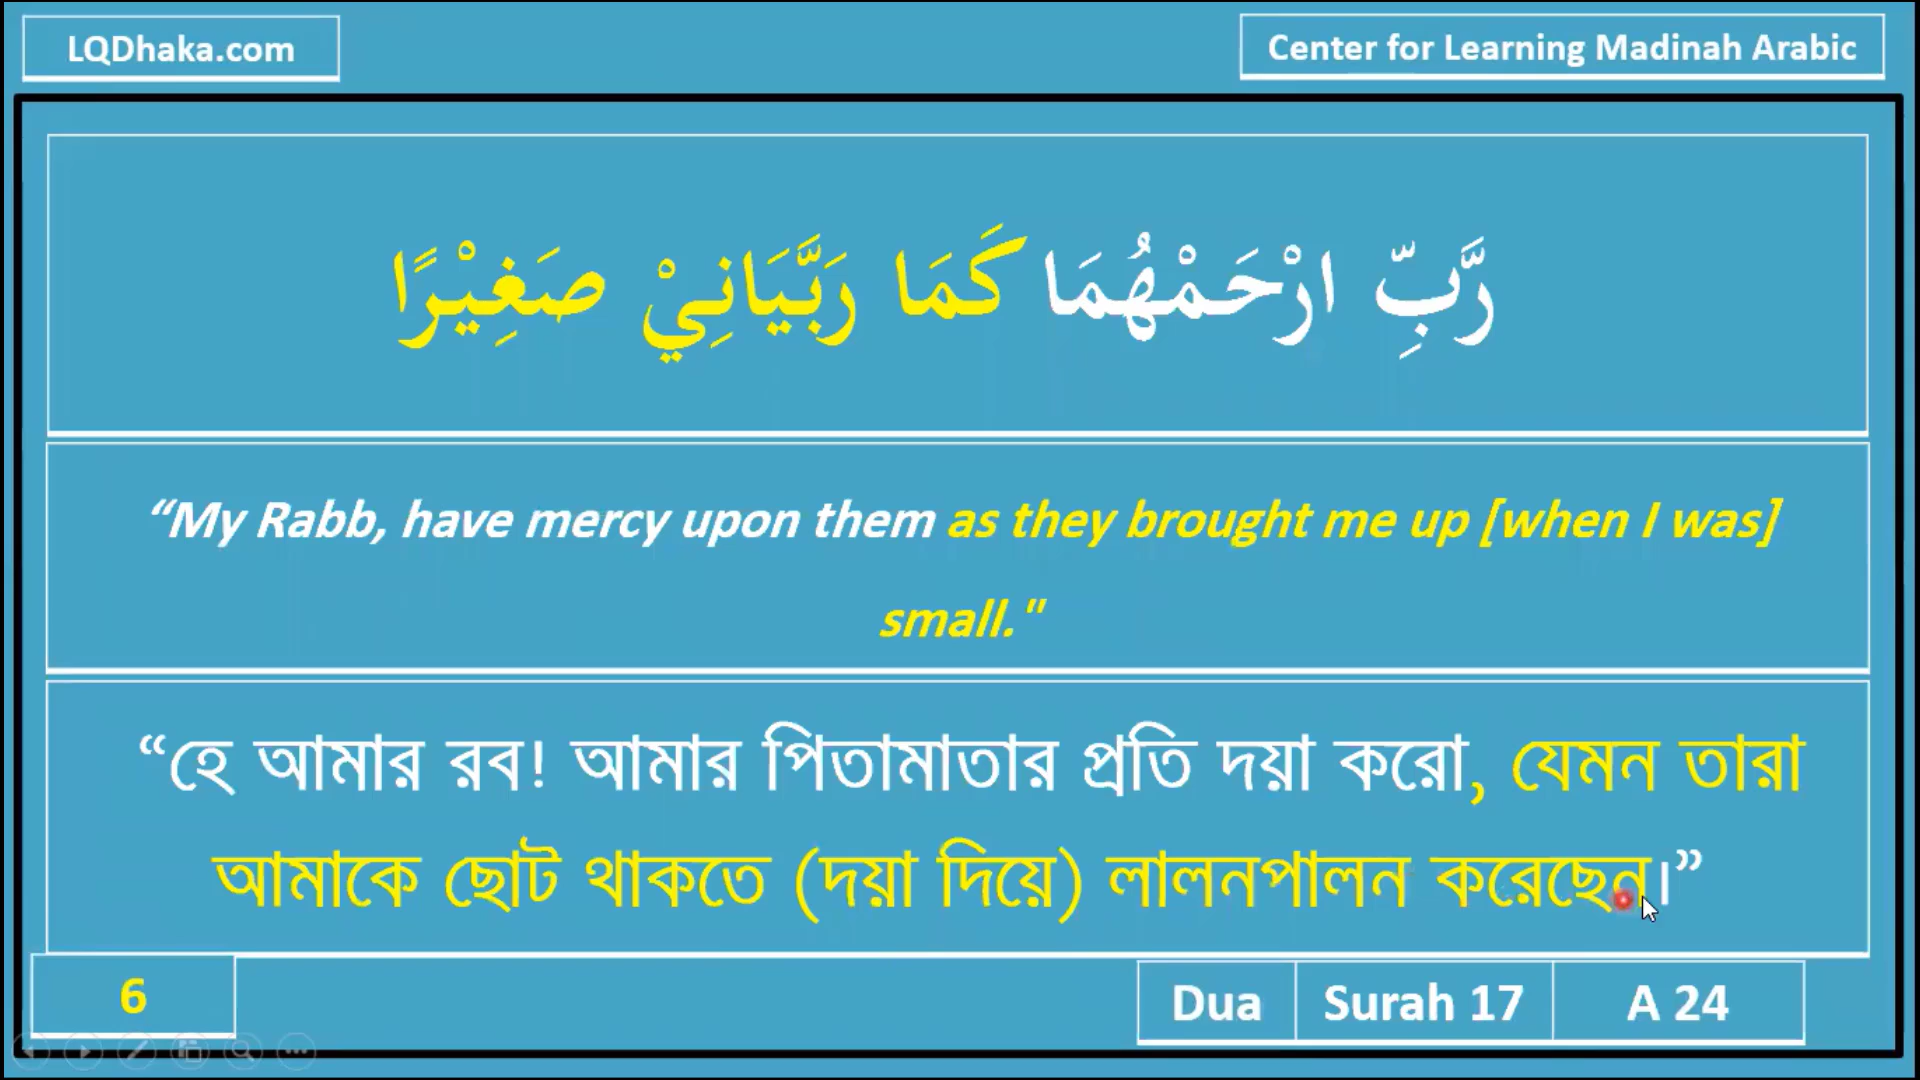 LQDhaka.com
Center for Learning Madinah Arabic
رَّبِّ ارْحَمْهُمَا كَمَا رَبَّيَانِيْ صَغِيْرًا
“My Rabb, have mercy upon them as they brought me up [when I was]
small."
“হে আমার রব! আমার পিতামাতার প্রতি দয়া করো, যেমন তারা
আমাকে ছোট থাকতে (দয়া দিয়ে) লালনপালন করেছেন।”
6
Dua
Surah 17
A 24